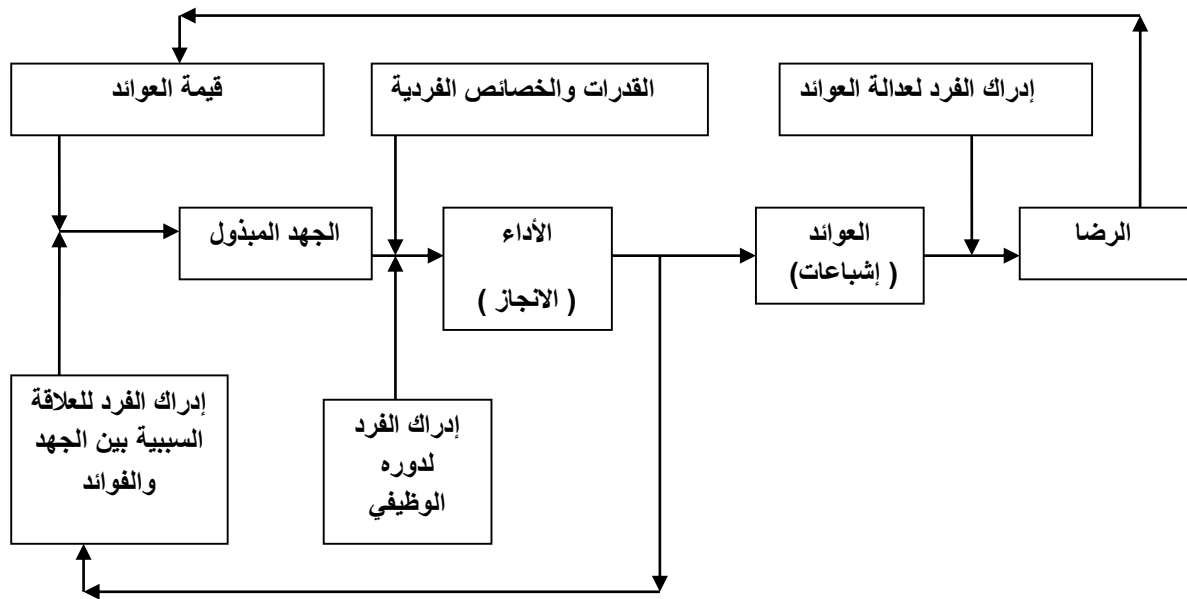 قيمة العوائد
القدرات والخصائص الفردية
إدراك الفرد لعدالة العوائد
الجهد المبذول
الأداء
( الانجاز )
العوائد
( إشباعات)
الرضا
إدراك الفرد للعلاقة
السببية بين الجهد
والفوائد
إدراك الفرد
لدوره
الوظيفي